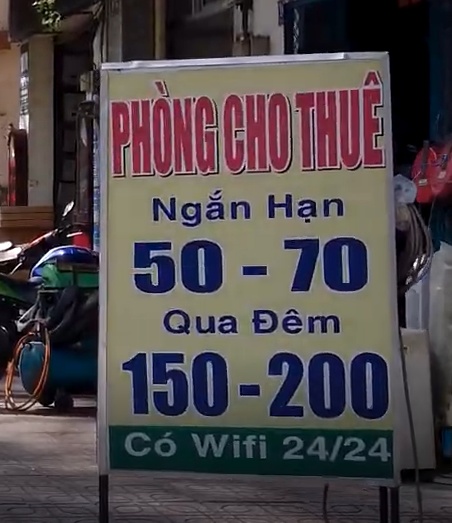 PHÒNG CHO THUÊ
Ngắn Hạn
50 - 70
Qua Đêm
150 - 200
Có Wifi 24/24